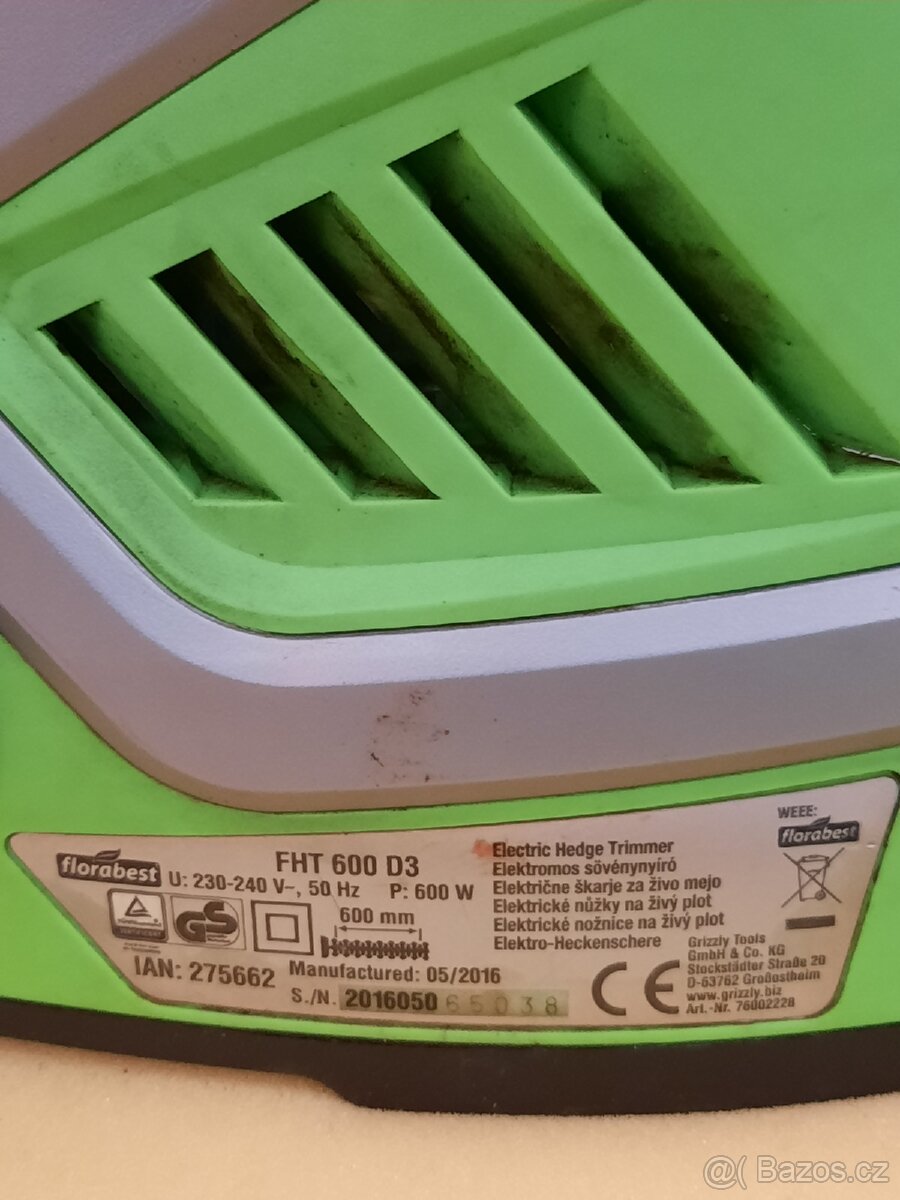 florabest
FHT 600 D3
U: 230-240 V~, 50 Hz P: 600 W
GS
600 mm
IAN: 275662
Manufactured: 05/2016
S./N. 2016050 65038
Electric Hedge Trimmer
Elektromos sövénynyíró
Električne škarje za živo mejo
Elektrické nůžky na živý plot
Elektrické nožnice na živý plot
Elektro-Heckenschere
CE
WEEE:
florabest
Grizzly Tools
GmbH & Co. KG
Stockstädter Straße 20
D-63762 Großostheim
www.grizzly.biz
Art.-Nr. 76002228
@( Bazos.cz